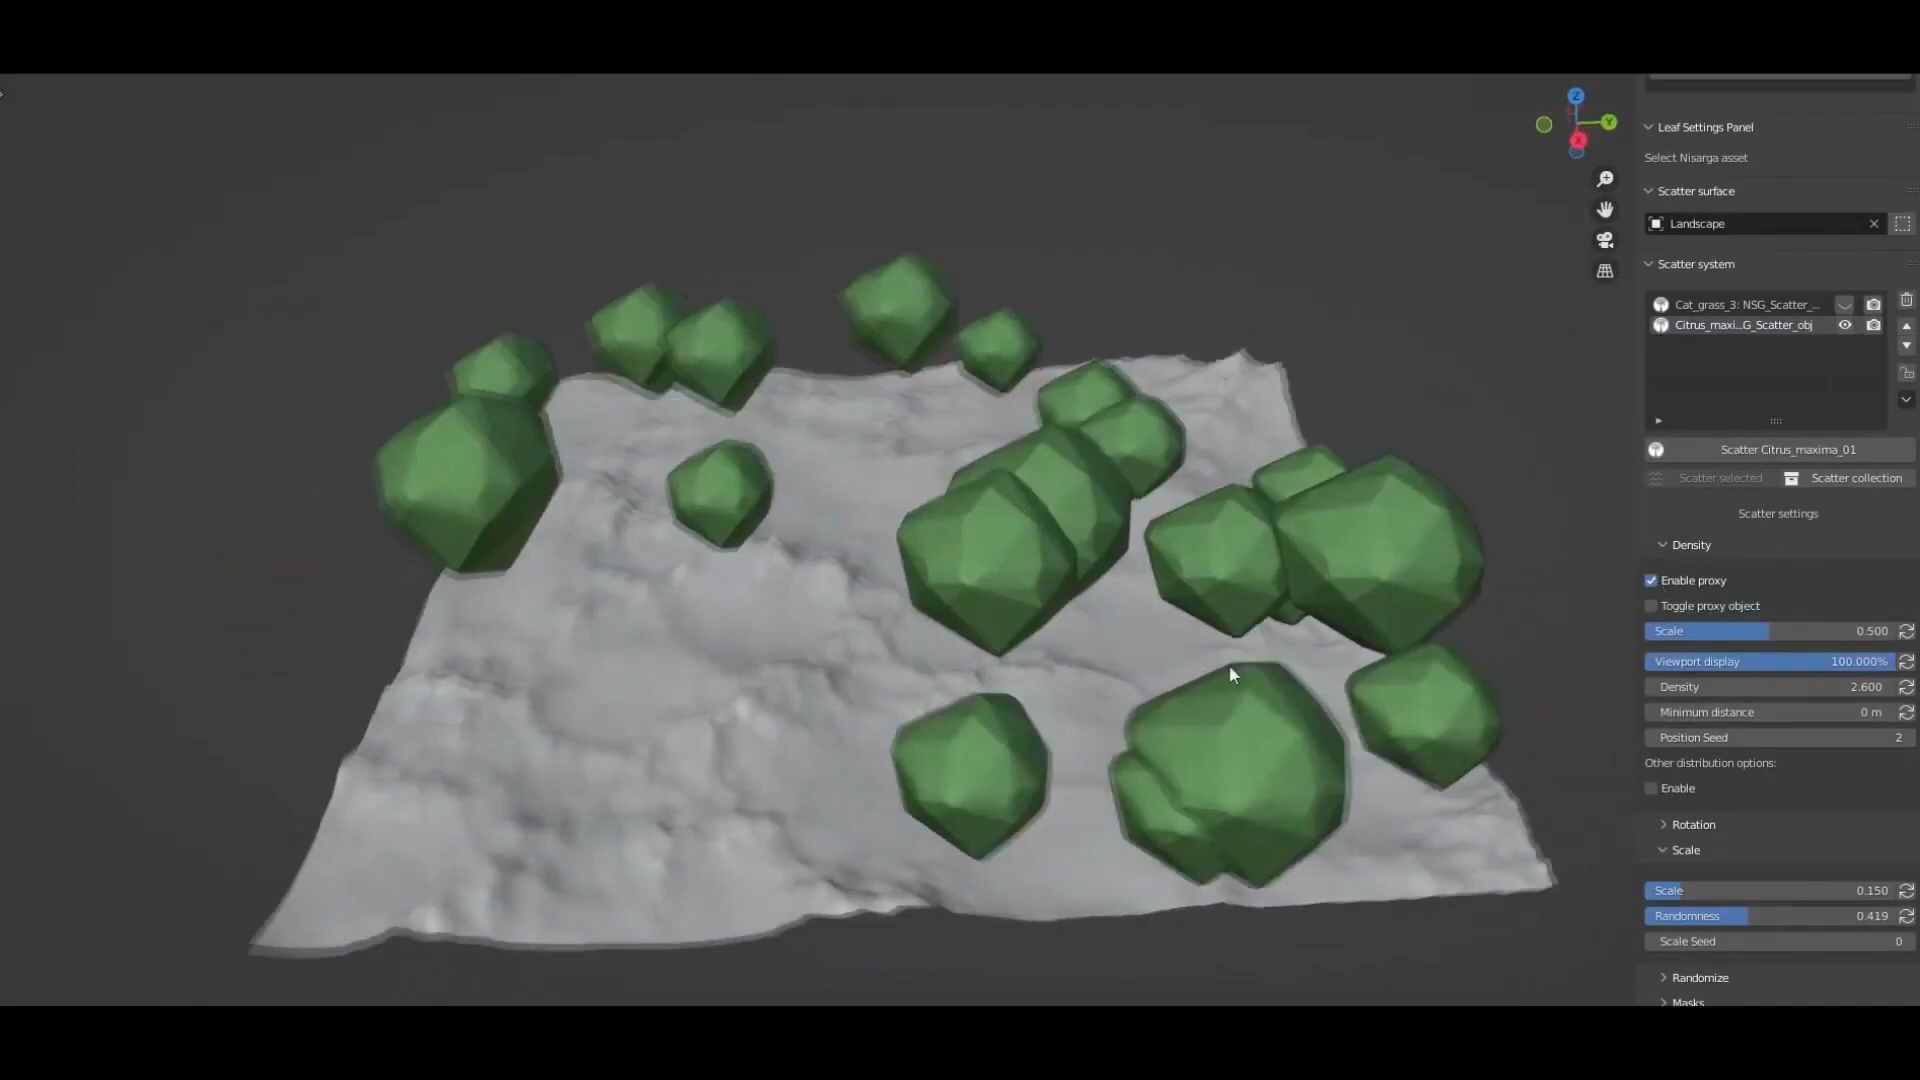 Z
Y
X
Leaf Settings Panel
Select Nisarga asset
Scatter surface
Landscape
Scatter system
Cat_grass_3: NSG_Scatter_...
Citrus_maxi...G_Scatter_obj
Scatter Citrus_maxima_01
Scatter selected Scatter collection
Scatter settings
Density
Enable proxy
Toggle proxy object
Scale 0.500
Viewport display 100.000%
Density 2.600
Minimum distance 0 m
Position Seed 2
Other distribution options:
Enable
Rotation
Scale
Scale 0.150
Randomness 0.419
Scale Seed 0
Randomize
Masks